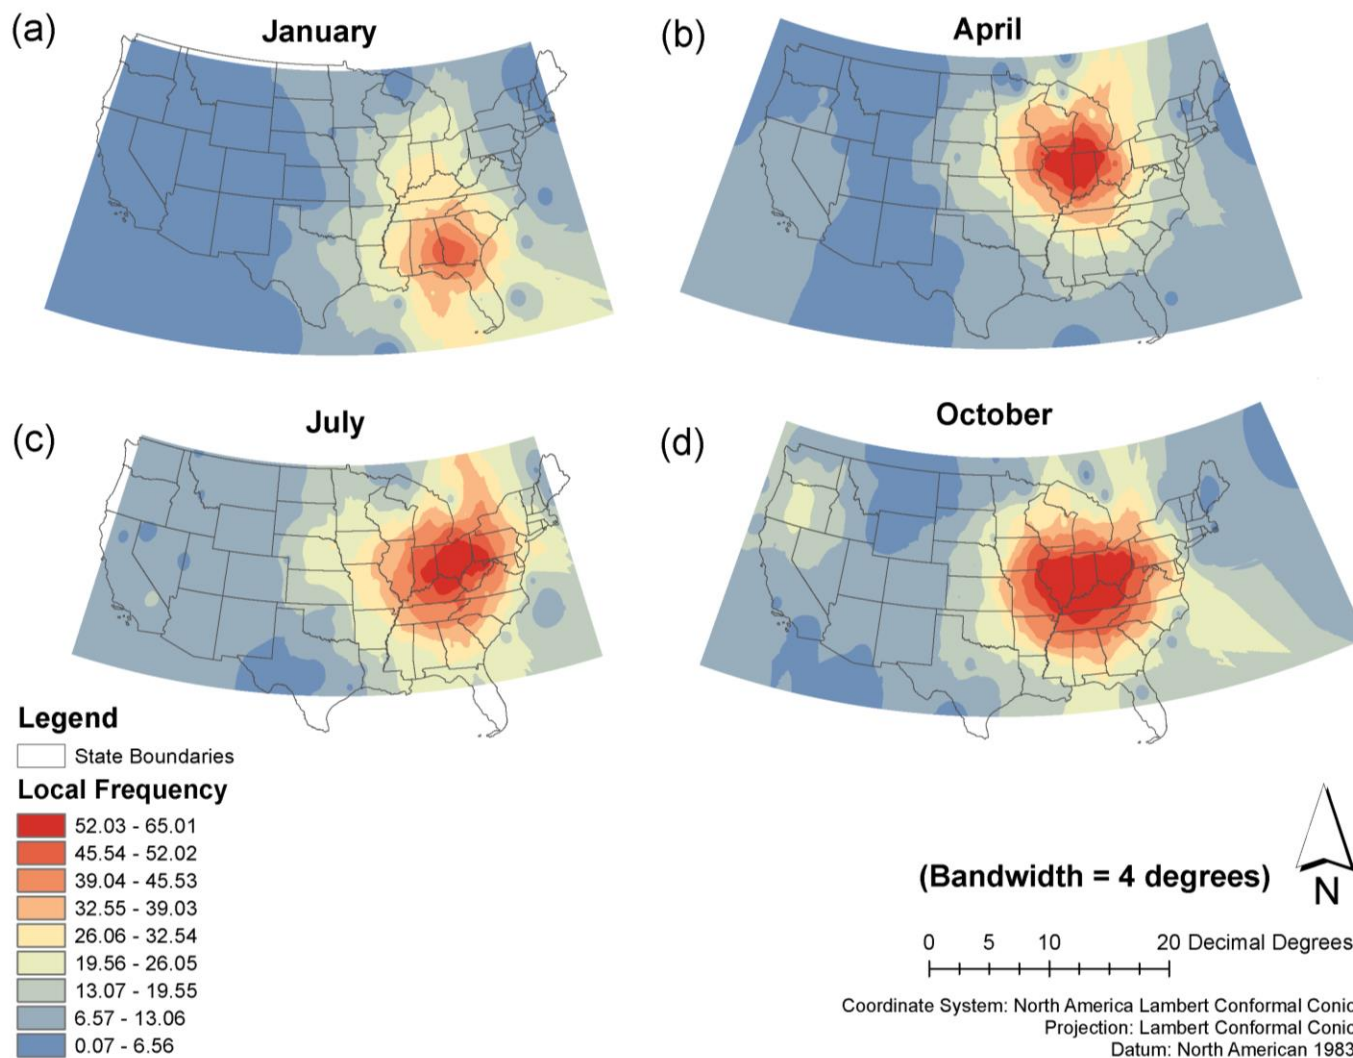 (a)
January
(b)
April
(c)
July
(d)
October
Legend
State Boundaries
Local Frequency
52.03 - 65.01
45.54 - 52.02
39.04 - 45.53
32.55 - 39.03
26.06 - 32.54
19.56 - 26.05
13.07 - 19.55
6.57 - 13.06
0.07 - 6.56
(Bandwidth = 4 degrees)
N
0 5 10 20 Decimal Degrees
Coordinate System: North America Lambert Conformal Conic
Projection: Lambert Conformal Conic
Datum: North American 1983